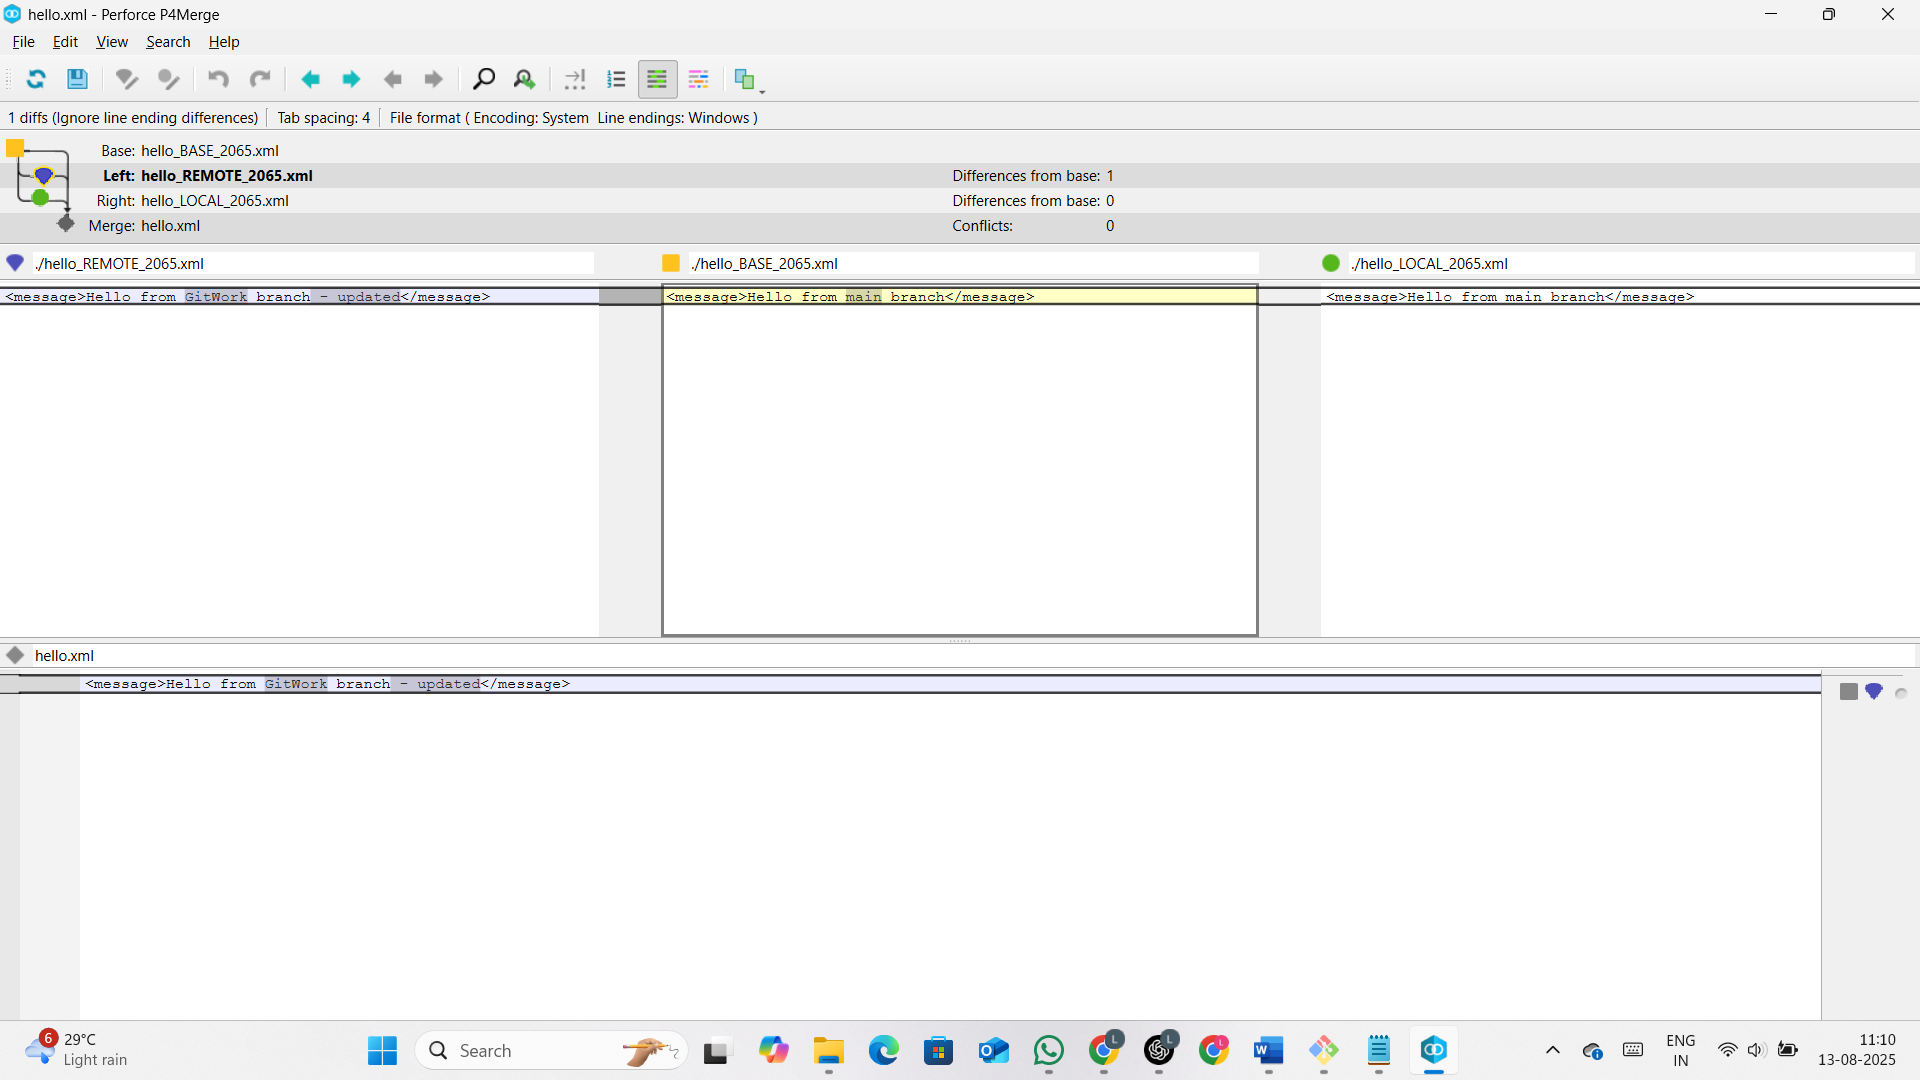 hello.xml - Perforce P4Merge
File Edit View Search Help
1 diffs (Ignore line ending differences) Tab spacing: 4 File format ( Encoding: System Line endings: Windows )
Base: hello_BASE_2065.xml
Left: hello_REMOTE_2065.xml Differences from base: 1
Right: hello_LOCAL_2065.xml Differences from base: 0
Merge: hello.xml Conflicts: 0
./hello_REMOTE_2065.xml ./hello_BASE_2065.xml ./hello_LOCAL_2065.xml
<message>Hello from GitWork branch - updated</message> <message>Hello from main branch</message> <message>Hello from main branch</message>
hello.xml
<message>Hello from GitWork branch - updated</message>
6 29°C
Light rain
Search
L
L
L
ENG
IN
11:10
13-08-2025